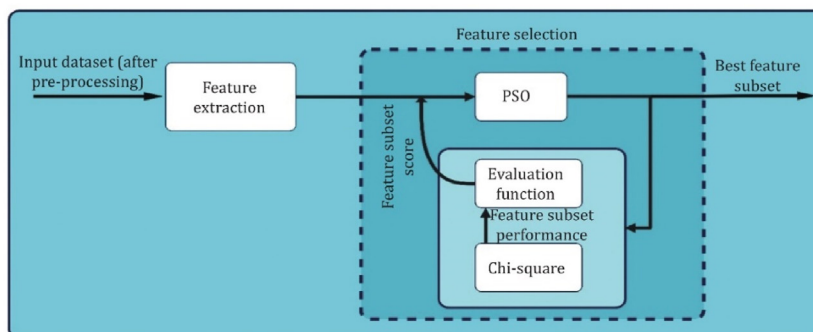 Feature selection
Input dataset (after
pre-processing)
Feature
extraction
PSO
Best feature
subset
Feature subset
score
Evaluation
function
Feature subset
performance
Chi-square